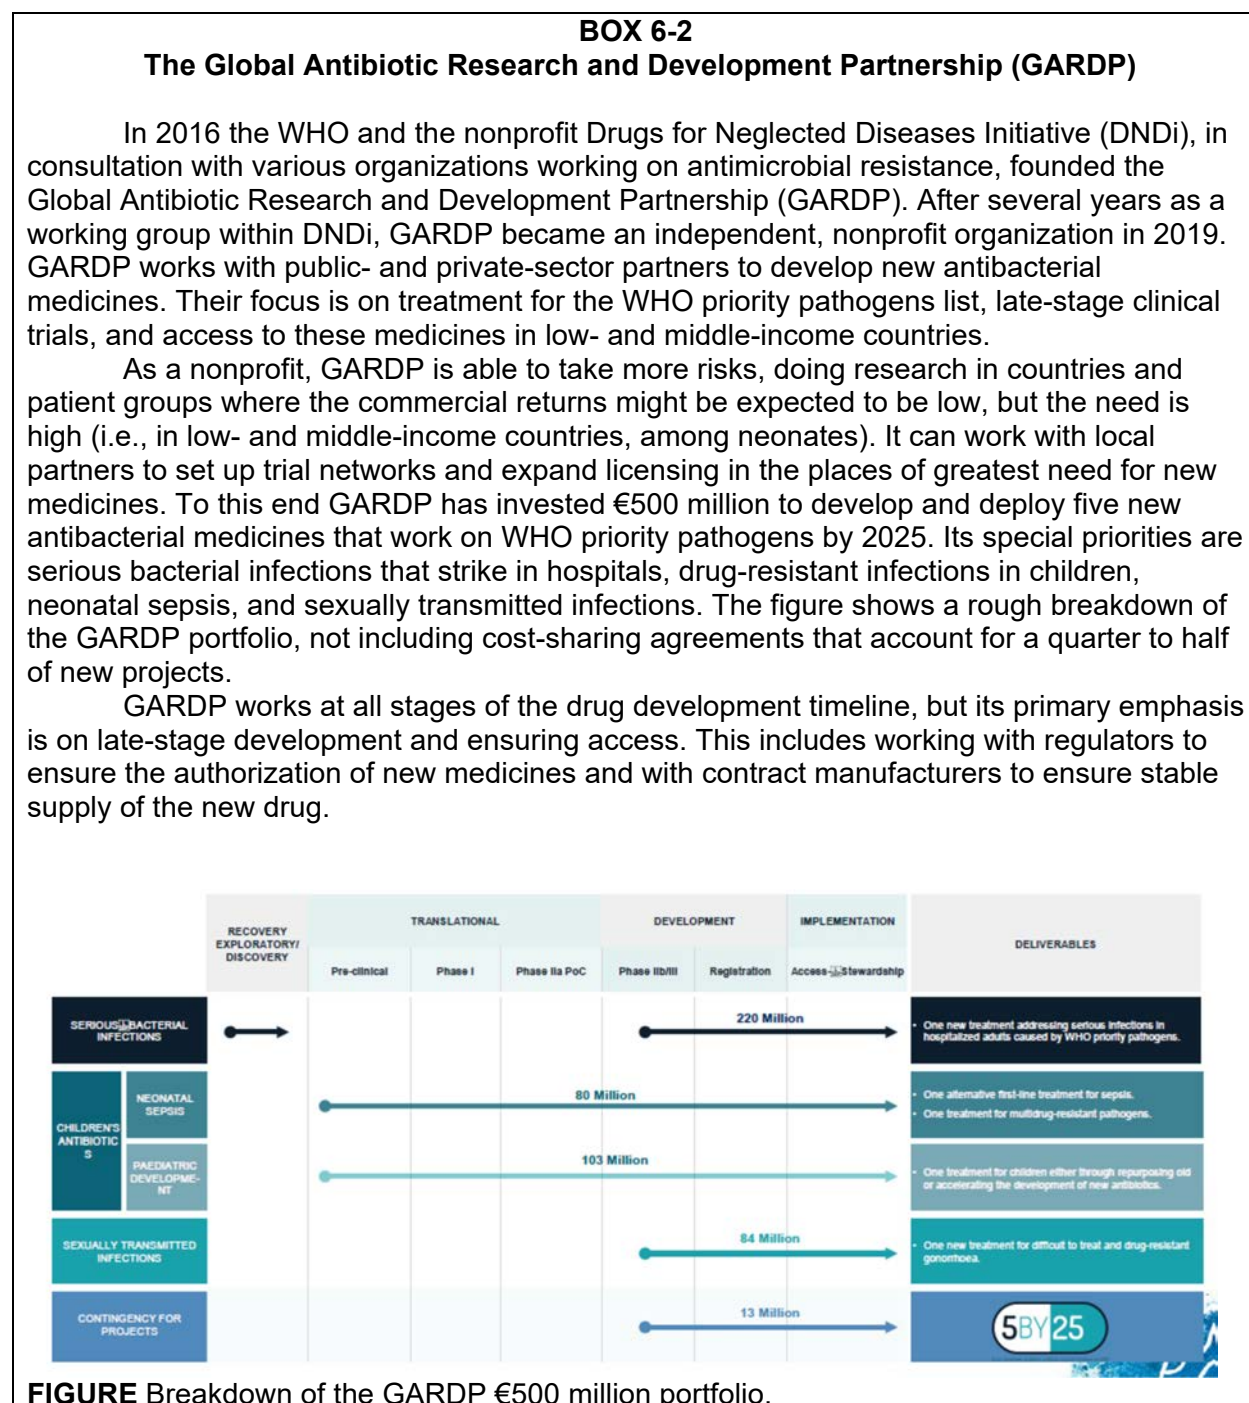 BOX 6-2
The Global Antibiotic Research and Development Partnership (GARDP)
In 2016 the WHO and the nonprofit Drugs for Neglected Diseases Initiative (DNDi), in
consultation with various organizations working on antimicrobial resistance, founded the
Global Antibiotic Research and Development Partnership (GARDP). After several years as a
working group within DNDi, GARDP became an independent, nonprofit organization in 2019.
GARDP works with public- and private-sector partners to develop new antibacterial
medicines. Their focus is on treatment for the WHO priority pathogens list, late-stage clinical
trials, and access to these medicines in low- and middle-income countries.
As a nonprofit, GARDP is able to take more risks, doing research in countries and
patient groups where the commercial returns might be expected to be low, but the need is
high (i.e., in low- and middle-income countries, among neonates). It can work with local
partners to set up trial networks and expand licensing in the places of greatest need for new
medicines. To this end GARDP has invested €500 million to develop and deploy five new
antibacterial medicines that work on WHO priority pathogens by 2025. Its special priorities are
serious bacterial infections that strike in hospitals, drug-resistant infections in children,
neonatal sepsis, and sexually transmitted infections. The figure shows a rough breakdown of
the GARDP portfolio, not including cost-sharing agreements that account for a quarter to half
of new projects.
GARDP works at all stages of the drug development timeline, but its primary emphasis
is on late-stage development and ensuring access. This includes working with regulators to
ensure the authorization of new medicines and with contract manufacturers to ensure stable
supply of the new drug.
RECOVERY
EXPLORATORY/
DISCOVERY
TRANSLATIONAL
DEVELOPMENT
IMPLEMENTATION
DELIVERABLES
Pre-clinical
Phase I
Phase IIa PoC
Phase IIb/III
Registration
Access- Stewardship
SERIOUS BACTERIAL
INFECTIONS
220 Million
• One new treatment addressing serious infections in
hospitalized adults caused by WHO priority pathogens.
CHILDREN'S
ANTIBIOTIC
S
NEONATAL
SEPSIS
80 Million
• One alternative first-line treatment for sepsis.
• One treatment for multidrug-resistant pathogens.
PAEDIATRIC
DEVELOPME-
NT
103 Million
• One treatment for children either through repurposing old
or accelerating the development of new antibiotics.
SEXUALLY TRANSMITTED
INFECTIONS
84 Million
• One new treatment for difficult to treat and drug-resistant
gonorrhoea.
CONTINGENCY FOR
PROJECTS
13 Million
5BY25
FIGURE Breakdown of the GARDP €500 million portfolio.